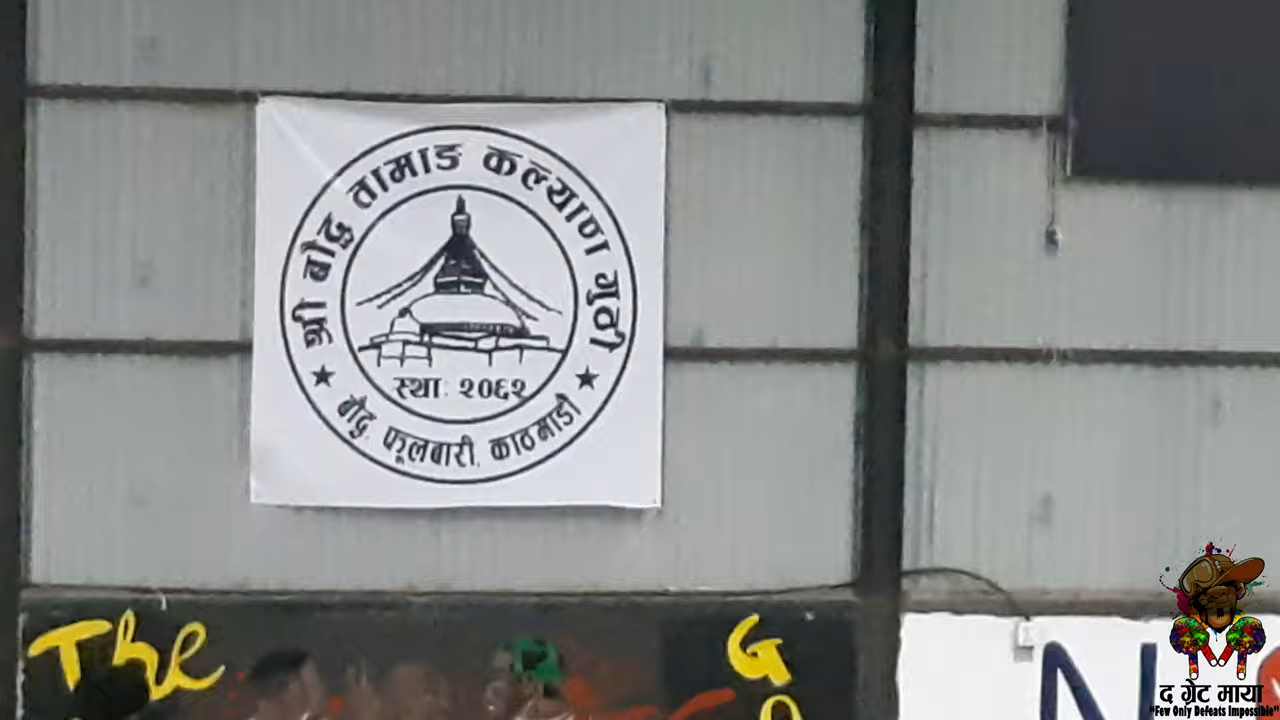 श्री बौद्ध तामाङ कल्याण गुठी
स्था: २०६२
बौद्ध, फूलबारी, काठमाडौं
The
G
द ग्रेट माया
"Few Only Defeats Impossible"